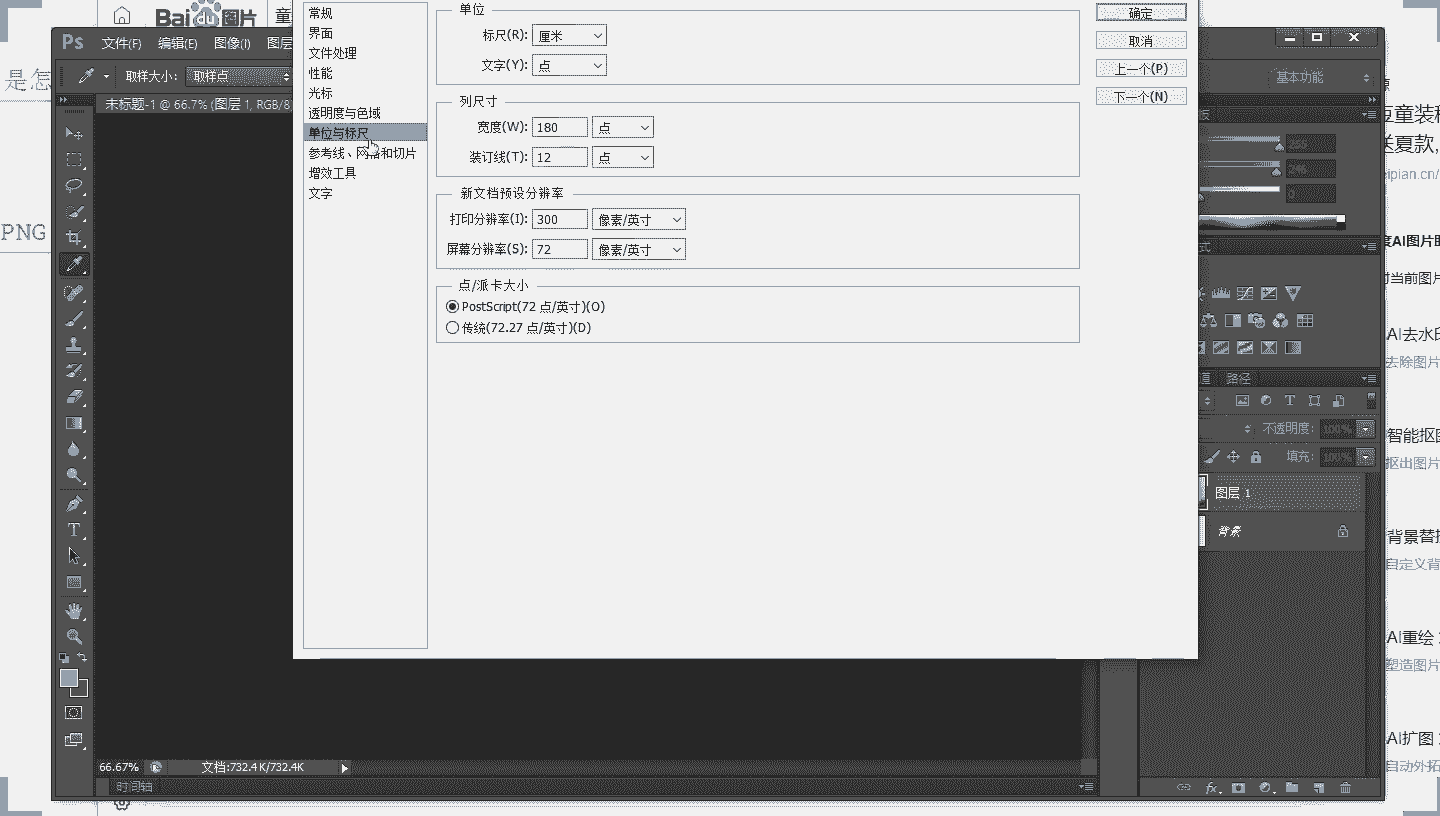 Bai du 图片
童
是怎
PNG
Ps 文件(F) 编辑(E) 图像(I) 图层
取样大小: 取样点
基本功能
未标题-1 @ 66.7% (图层 1, RGB/8
常规
界面
文件处理
性能
光标
透明度与色域
单位与标尺
参考线、网格和切片
增效工具
文字
单位
标尺(R): 厘米
文字(Y): 点
列尺寸
宽度(W): 180 点
装订线(T): 12 点
新文档预设分辨率
打印分辨率(I): 300 像素/英寸
屏幕分辨率(S): 72 像素/英寸
点/派卡大小
PostScript(72 点/英寸)(O)
传统(72.27 点/英寸)(D)
确定
取消
上一个(P)
下一个(N)
路径
不透明度: 100%
填充: 100%
图层 1
背景
66.67% 文档:732.4K/732.4K
时间轴
童装
夏款,
eipian.cn/
AI图片
当前图片
AI去水印
去除图片
智能抠图
抠出图片
背景替换
自定义背
AI重绘
塑造图片
AI扩图
自动外拓